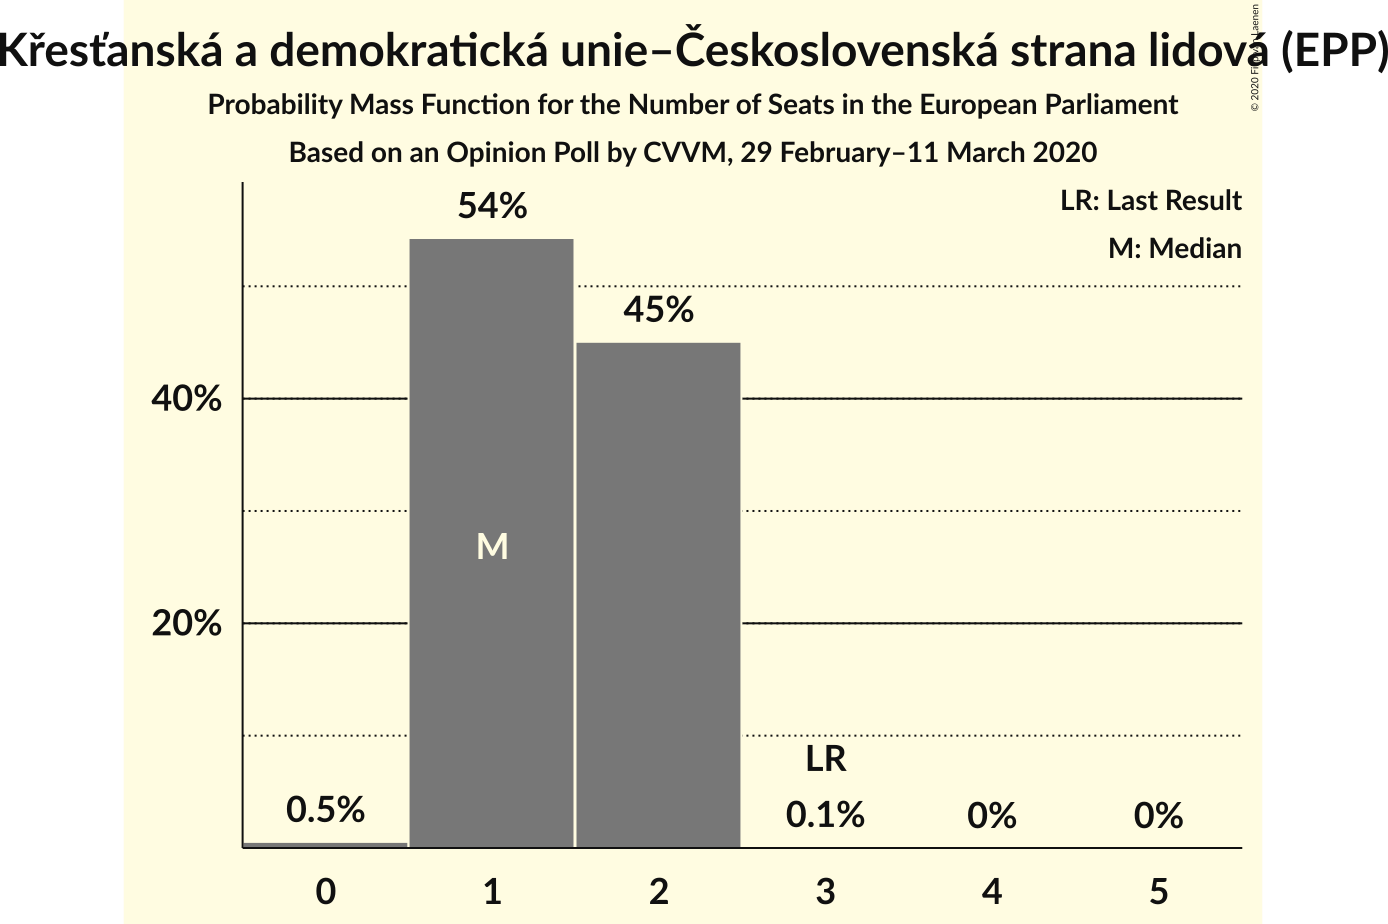 Křesťanská a demokratická unie–Československá strana lidová (EPP)
Probability Mass Function for the Number of Seats in the European Parliament
Based on an Opinion Poll by CVVM, 29 February–11 March 2020
LR: Last Result
M: Median
54%
45%
40%
M
20%
LR
0.5%
0.1%
0%
0%
0 1 2 3 4 5
© 2020 Laenen